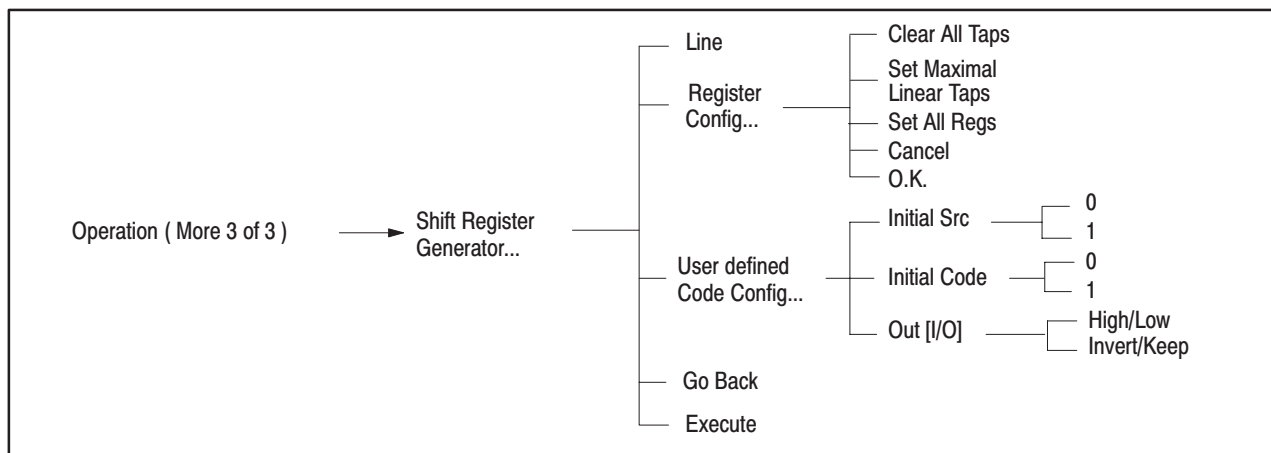 Operation ( More 3 of 3 )
Shift Register
Generator...
Line
Register
Config...
Clear All Taps
Set Maximal
Linear Taps
Set All Regs
Cancel
O.K.
User defined
Code Config...
Initial Src
0
1
Initial Code
0
1
Out [I/O]
High/Low
Invert/Keep
Go Back
Execute